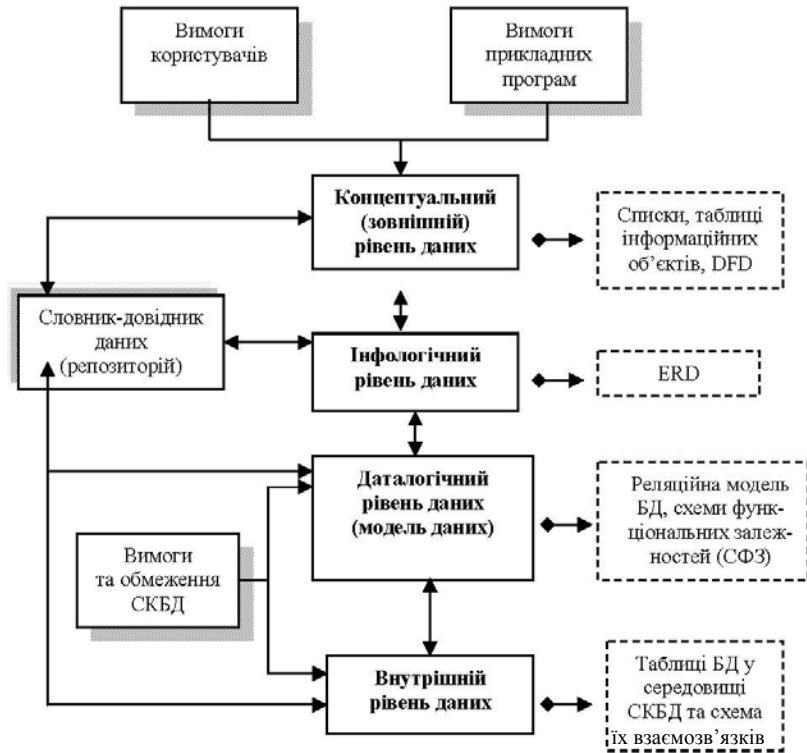 Вимоги
користувачів
Вимоги
прикладних
програм
Концептуальний
(зовнішній)
рівень даних
Списки, таблиці
інформаційних
об’єктів, DFD
Словник-довідник
даних
(репозиторій)
Інфологічний
рівень даних
ERD
Даталогічний
рівень даних
(модель даних)
Реляційна модель
БД, схеми функ-
ціональних залеж-
ностей (СФЗ)
Вимоги
та обмеження
СКБД
Внутрішній
рівень даних
Таблиці БД у
середовищі
СКБД та схема
їх взаємозв’язків